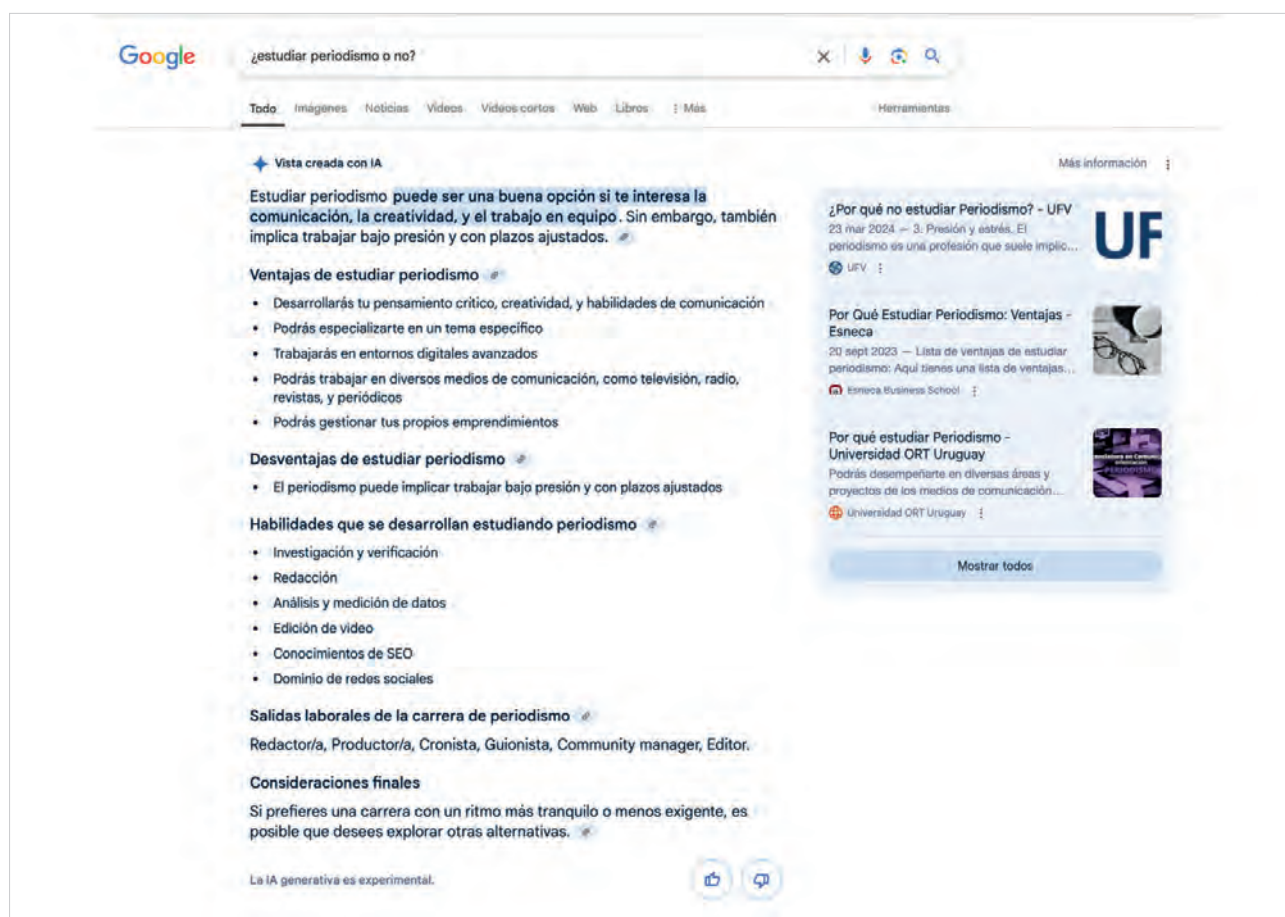 Google
¿estudiar periodismo o no?
Todo Imágenes Noticias Videos Videos cortos Web Libros Más
Herramientas
Vista creada con IA
Más información
Estudiar periodismo puede ser una buena opción si te interesa la
comunicación, la creatividad, y el trabajo en equipo. Sin embargo, también
implica trabajar bajo presión y con plazos ajustados.
Ventajas de estudiar periodismo
• Desarrollarás tu pensamiento crítico, creatividad, y habilidades de comunicación
• Podrás especializarte en un tema específico
• Trabajarás en entornos digitales avanzados
• Podrás trabajar en diversos medios de comunicación, como televisión, radio,
revistas, y periódicos
• Podrás gestionar tus propios emprendimientos
Desventajas de estudiar periodismo
• El periodismo puede implicar trabajar bajo presión y con plazos ajustados
Habilidades que se desarrollan estudiando periodismo
• Investigación y verificación
• Redacción
• Análisis y medición de datos
• Edición de video
• Conocimientos de SEO
• Dominio de redes sociales
Salidas laborales de la carrera de periodismo
Redactor/a, Productor/a, Cronista, Guionista, Community manager, Editor.
Consideraciones finales
Si prefieres una carrera con un ritmo más tranquilo o menos exigente, es
posible que desees explorar otras alternativas.
La IA generativa es experimental.
¿Por qué no estudiar Periodismo? - UFV
23 mar 2024 — 3. Presión y estrés. El
periodismo es una profesión que suele implic...
UFV
UF
Por Qué Estudiar Periodismo: Ventajas -
Esneca
20 sept 2023 — Lista de ventajas de estudiar
periodismo: Aquí tienes una lista de ventajas...
Esneca Business School
Por qué estudiar Periodismo -
Universidad ORT Uruguay
Podrás desempeñarte en diversas áreas y
proyectos de los medios de comunicación...
Universidad ORT Uruguay
PERIODISMO
Mostrar todos